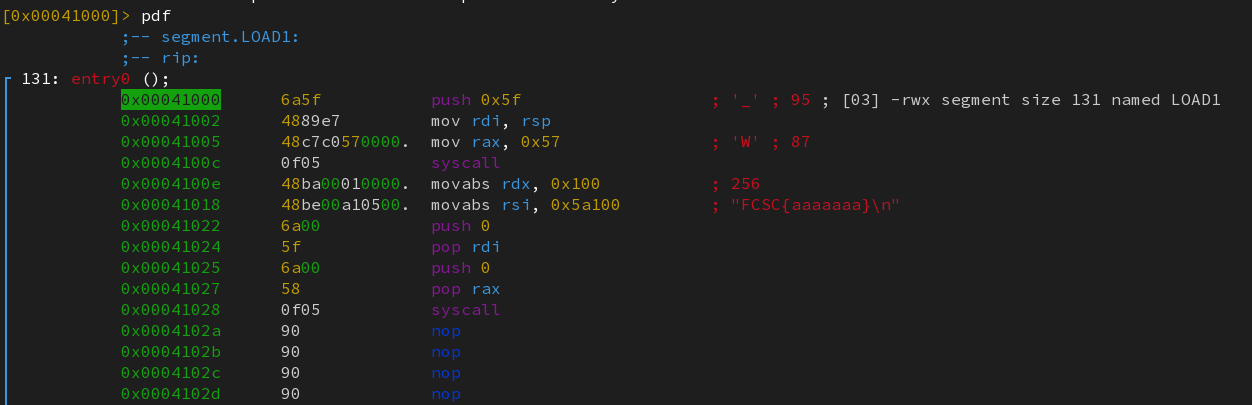 [0x00041000]> pdf
;-- segment.LOAD1:
;-- rip:
131: entry0 ();
0x00041000 6a5f push 0x5f ; '_' ; 95 ; [03] -rwx segment size 131 named LOAD1
0x00041002 4889e7 mov rdi, rsp
0x00041005 48c7c0570000. mov rax, 0x57 ; 'W' ; 87
0x0004100c 0f05 syscall
0x0004100e 48ba00010000. movabs rdx, 0x100 ; 256
0x00041018 48be00a10500. movabs rsi, 0x5a100 ; "FCSC{aaaaaaa}\n"
0x00041022 6a00 push 0
0x00041024 5f pop rdi
0x00041025 6a00 push 0
0x00041027 58 pop rax
0x00041028 0f05 syscall
0x0004102a 90 nop
0x0004102b 90 nop
0x0004102c 90 nop
0x0004102d 90 nop